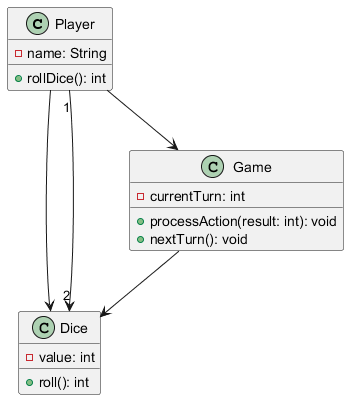 C Player
name: String
rollDice(): int
1
C Game
currentTurn: int
processAction(result: int): void
nextTurn(): void
2
C Dice
value: int
roll(): int